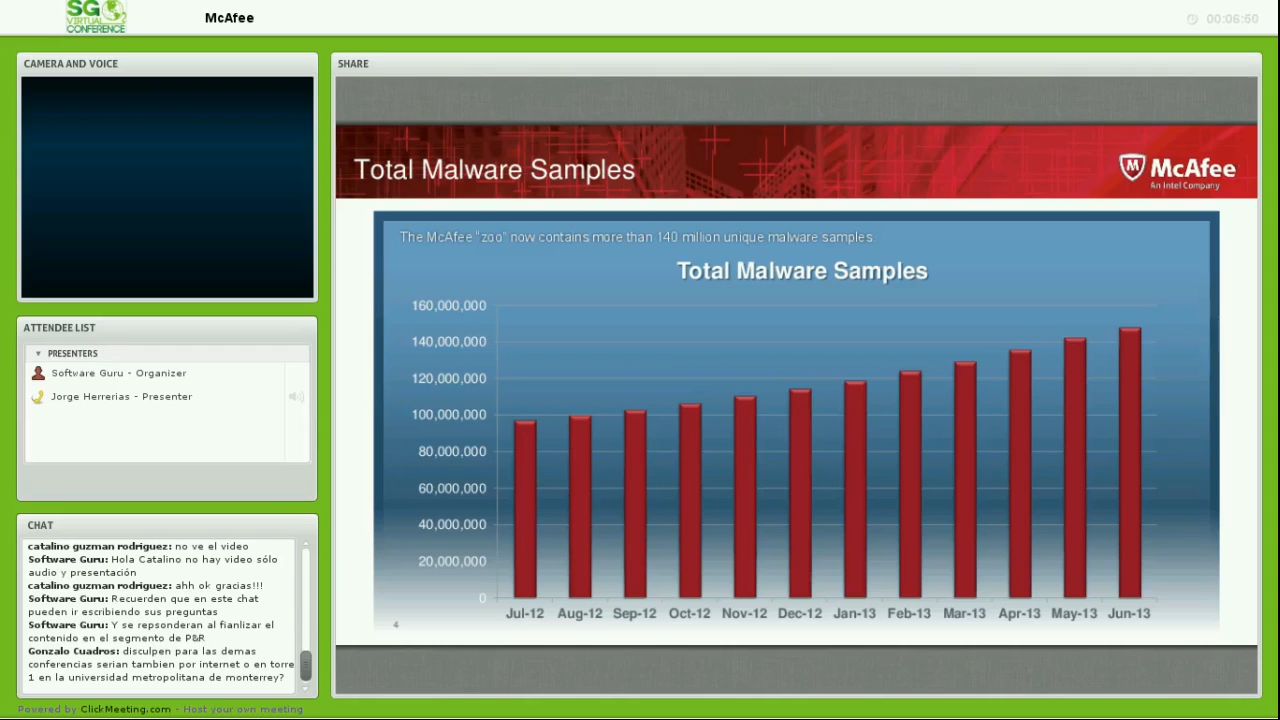 SG
VIRTUAL
CONFERENCE
McAfee
00:06:50
CAMERA AND VOICE
ATTENDEE LIST
PRESENTERS
Software Guru - Organizer
Jorge Herrerias - Presenter
CHAT
catalino guzman rodriguez: no ve el video
Software Guru: Hola Catalino no hay video sólo
audio y presentación
catalino guzman rodriguez: ahh ok gracias!!!
Software Guru: Recuerden que en este chat
pueden ir escribiendo sus preguntas
Software Guru: Y se repsonderan al fianlizar el
contenido en el segmento de P&R
Gonzalo Cuadros: disculpen para las demas
conferencias serian tambien por internet o en torre
1 en la universidad metropolitana de monterrey?
Powered by ClickMeeting.com - Host your own meeting
SHARE
Total Malware Samples
McAfee
An Intel Company
The McAfee "zoo" now contains more than 140 million unique malware samples.
Total Malware Samples
160,000,000
140,000,000
120,000,000
100,000,000
80,000,000
60,000,000
40,000,000
20,000,000
0
Jul-12 Aug-12 Sep-12 Oct-12 Nov-12 Dec-12 Jan-13 Feb-13 Mar-13 Apr-13 May-13 Jun-13
4